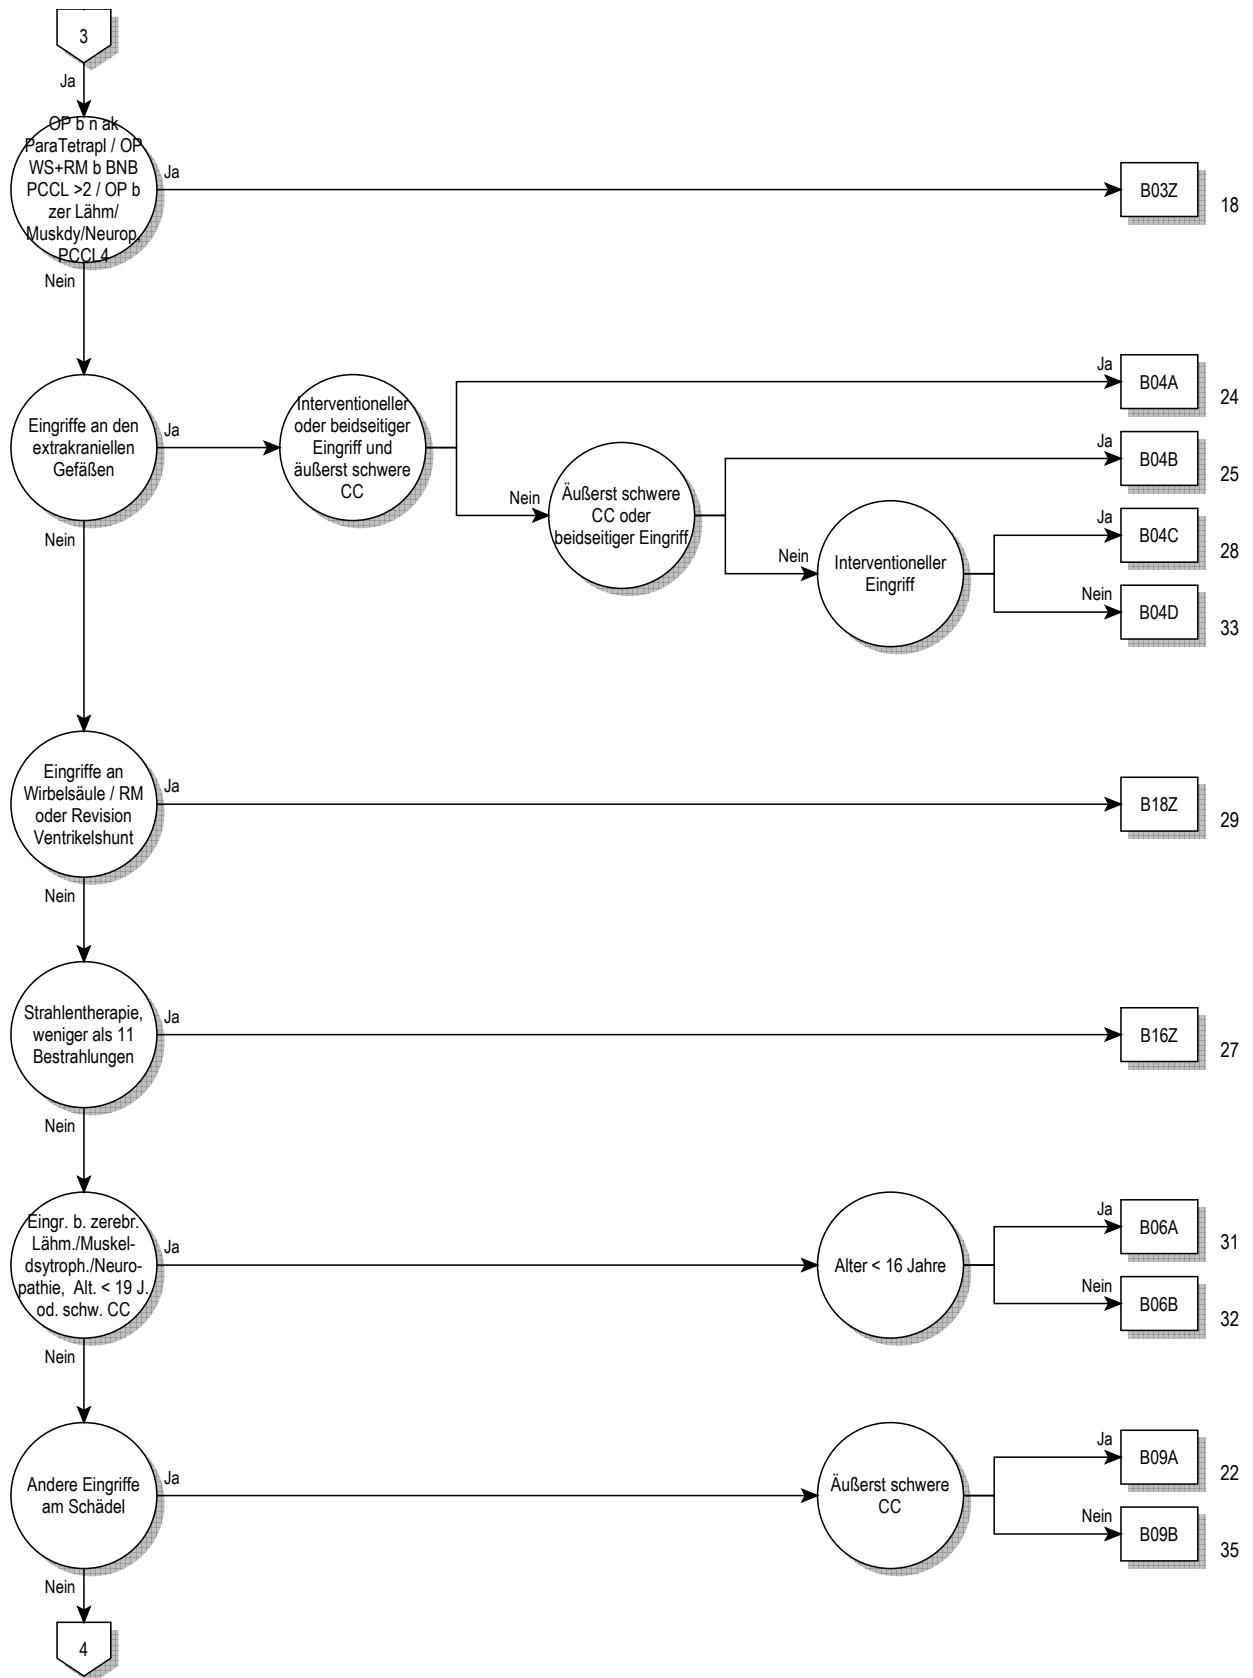 3
Ja
OP b n ak
ParaTetrapl / OP
WS+RM b BNB
PCCL >2 / OP b
zer Lähm/
Muskdy/Neurop,
PCCL4
Ja
B03Z
18
Nein
Eingriffe an den
extrakraniellen
Gefäßen
Ja
Interventioneller
oder beidseitiger
Eingriff und
äußerst schwere
CC
Ja
B04A
24
Nein
Äußerst schwere
CC oder
beidseitiger Eingriff
Ja
B04B
25
Nein
Interventioneller
Eingriff
Ja
B04C
28
Nein
B04D
33
Nein
Eingriffe an
Wirbelsäule / RM
oder Revision
Ventrikelshunt
Ja
B18Z
29
Nein
Strahlentherapie,
weniger als 11
Bestrahlungen
Ja
B16Z
27
Nein
Eingr. b. zerebr.
Lähm./Muskel-
dsytroph./Neuro-
pathie, Alt. < 19 J.
od. schw. CC
Ja
Alter < 16 Jahre
Ja
B06A
31
Nein
B06B
32
Nein
Andere Eingriffe
am Schädel
Ja
Äußerst schwere
CC
Ja
B09A
22
Nein
B09B
35
Nein
4